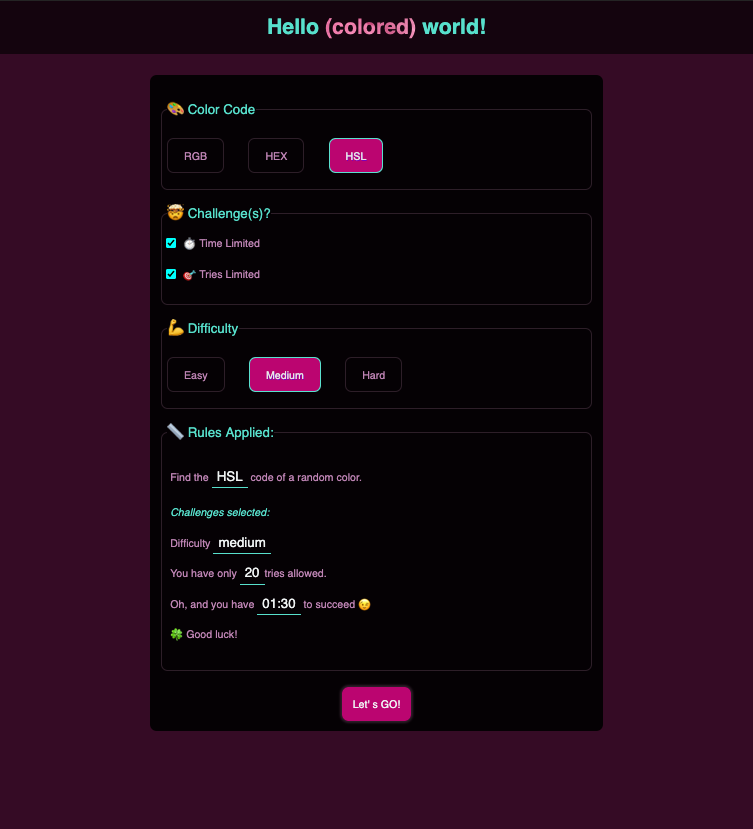 Hello (colored) world!
🎨 Color Code
RGB HEX HSL
🤯 Challenge(s)?
⏱️ Time Limited
🎯 Tries Limited
💪 Difficulty
Easy Medium Hard
📏 Rules Applied:
Find the HSL code of a random color.
Challenges selected:
Difficulty medium
You have only 20 tries allowed.
Oh, and you have 01:30 to succeed 😉
🍀 Good luck!
Let' s GO!